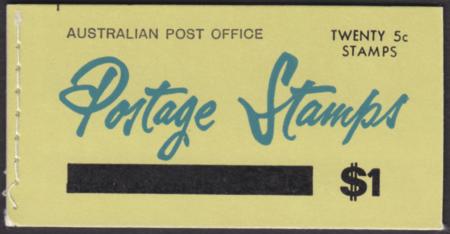 AUSTRALIAN POST OFFICE
TWENTY 5c
STAMPS
Postage Stamps
$1